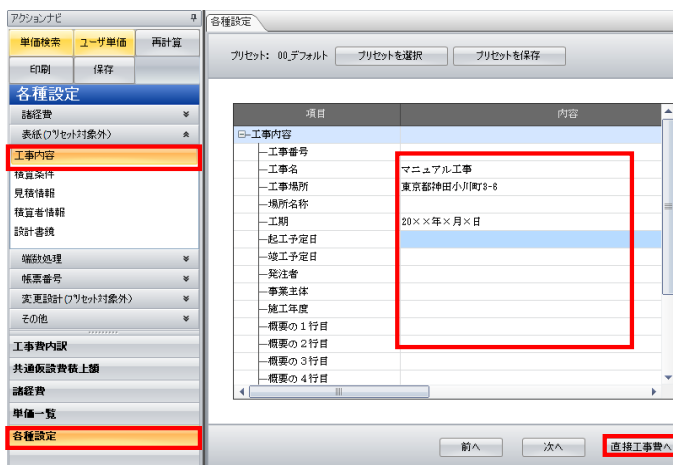 アクションナビ
単価検索 ユーザ単価 再計算
印刷 保存
各種設定
諸経費
表紙(プリセット対象外)
工事内容
積算条件
見積情報
積算者情報
設計書鏡
端数処理
帳票番号
変更設計(プリセット対象外)
その他
工事費内訳
共通仮設費積上額
諸経費
単価一覧
各種設定
各種設定
プリセット: 00_デフォルト プリセットを選択 プリセットを保存
項目 内容
工事内容
工事番号
工事名 マニュアル工事
工事場所 東京都神田小川町3-6
場所名称
工期 20××年×月×日
起工予定日
竣工予定日
発注者
事業主体
施工年度
概要の1行目
概要の2行目
概要の3行目
概要の4行目
前へ 次へ 直接工事費へ